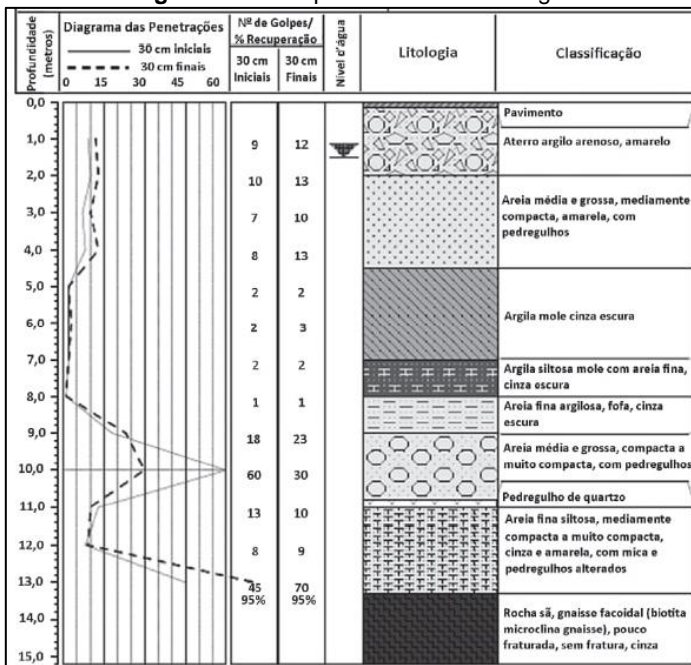 Profundidade
(metros)
Diagrama das Penetrações
30 cm iniciais
30 cm finais
0 15 30 45 60
Nº de Golpes/
% Recuperação
30 cm
Iniciais
30 cm
Finais
Nível d'água
Litologia
Classificação
0,0
Pavimento
1,0 9 12
Aterro argilo arenoso, amarelo
2,0 10 13
Areia média e grossa, mediamente
compacta, amarela, com
pedregulhos
3,0 7 10
4,0 8 13
5,0 2 2
Argila mole cinza escura
6,0 2 3
7,0 2 2
Argila siltosa mole com areia fina,
cinza escura
8,0 1 1
Areia fina argilosa, fofa, cinza
escura
9,0 18 23
Areia média e grossa, compacta a
muito compacta, com pedregulhos
10,0 60 30
Pedregulho de quartzo
11,0 13 10
Areia fina siltosa, mediamente
compacta a muito compacta,
cinza e amarela, com mica e
pedregulhos alterados
12,0 8 9
13,0 45 70
95% 95%
14,0
Rocha sã, gnaisse facoidal (biotita
microclina gnaisse), pouco
fraturada, sem fratura, cinza
15,0